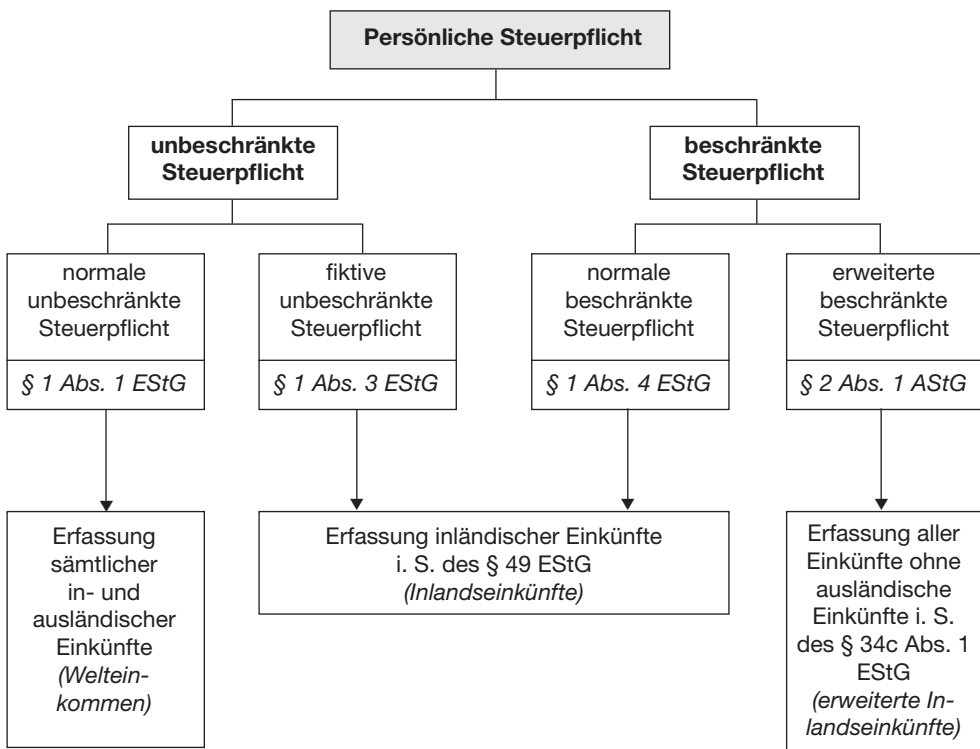 Persönliche Steuerpflicht
unbeschränkte
Steuerpflicht
beschränkte
Steuerpflicht
normale
unbeschränkte
Steuerpflicht
§ 1 Abs. 1 EStG
fiktive
unbeschränkte
Steuerpflicht
§ 1 Abs. 3 EStG
normale
beschränkte
Steuerpflicht
§ 1 Abs. 4 EStG
erweiterte
beschränkte
Steuerpflicht
§ 2 Abs. 1 AStG
Erfassung
sämtlicher
in- und
ausländischer
Einkünfte
(Weltein-
kommen)
Erfassung inländischer Einkünfte
i. S. des § 49 EStG
(Inlandseinkünfte)
Erfassung aller
Einkünfte ohne
ausländische
Einkünfte i. S.
des § 34c Abs. 1
EStG
(erweiterte In-
landseinkünfte)